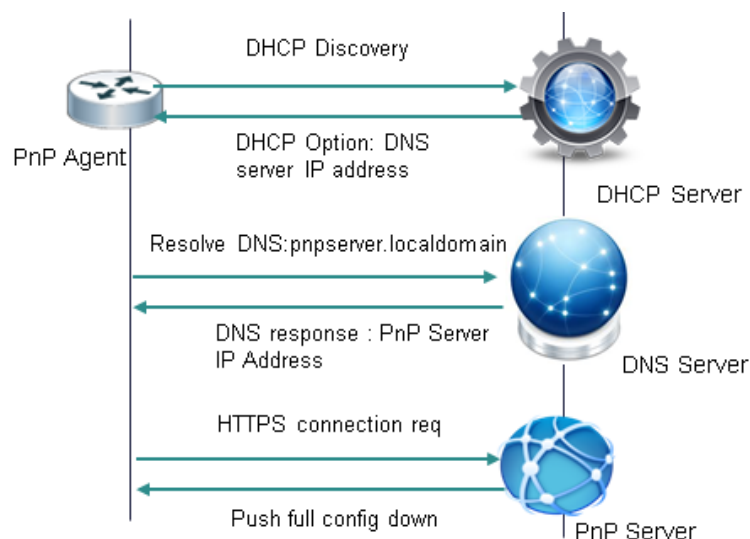 DHCP Discovery
PnP Agent
DHCP Option: DNS
server IP address
DHCP Server
Resolve DNS:pnpserver.localdomain
DNS response : PnP Server
IP Address
DNS Server
HTTPS connection req
Push full config down
PnP Server